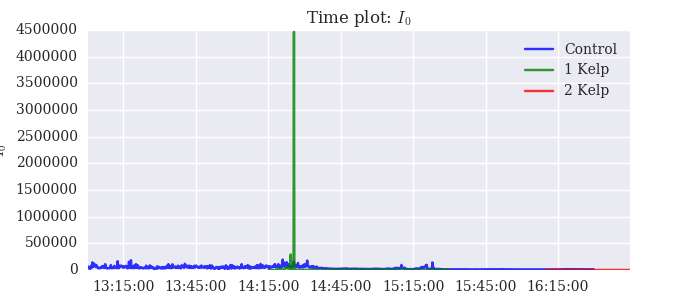 Time plot: I₀
4500000
4000000
3500000
3000000
2500000
2000000
1500000
1000000
500000
0
I₀
Control
1 Kelp
2 Kelp
13:15:00 13:45:00 14:15:00 14:45:00 15:15:00 15:45:00 16:15:00